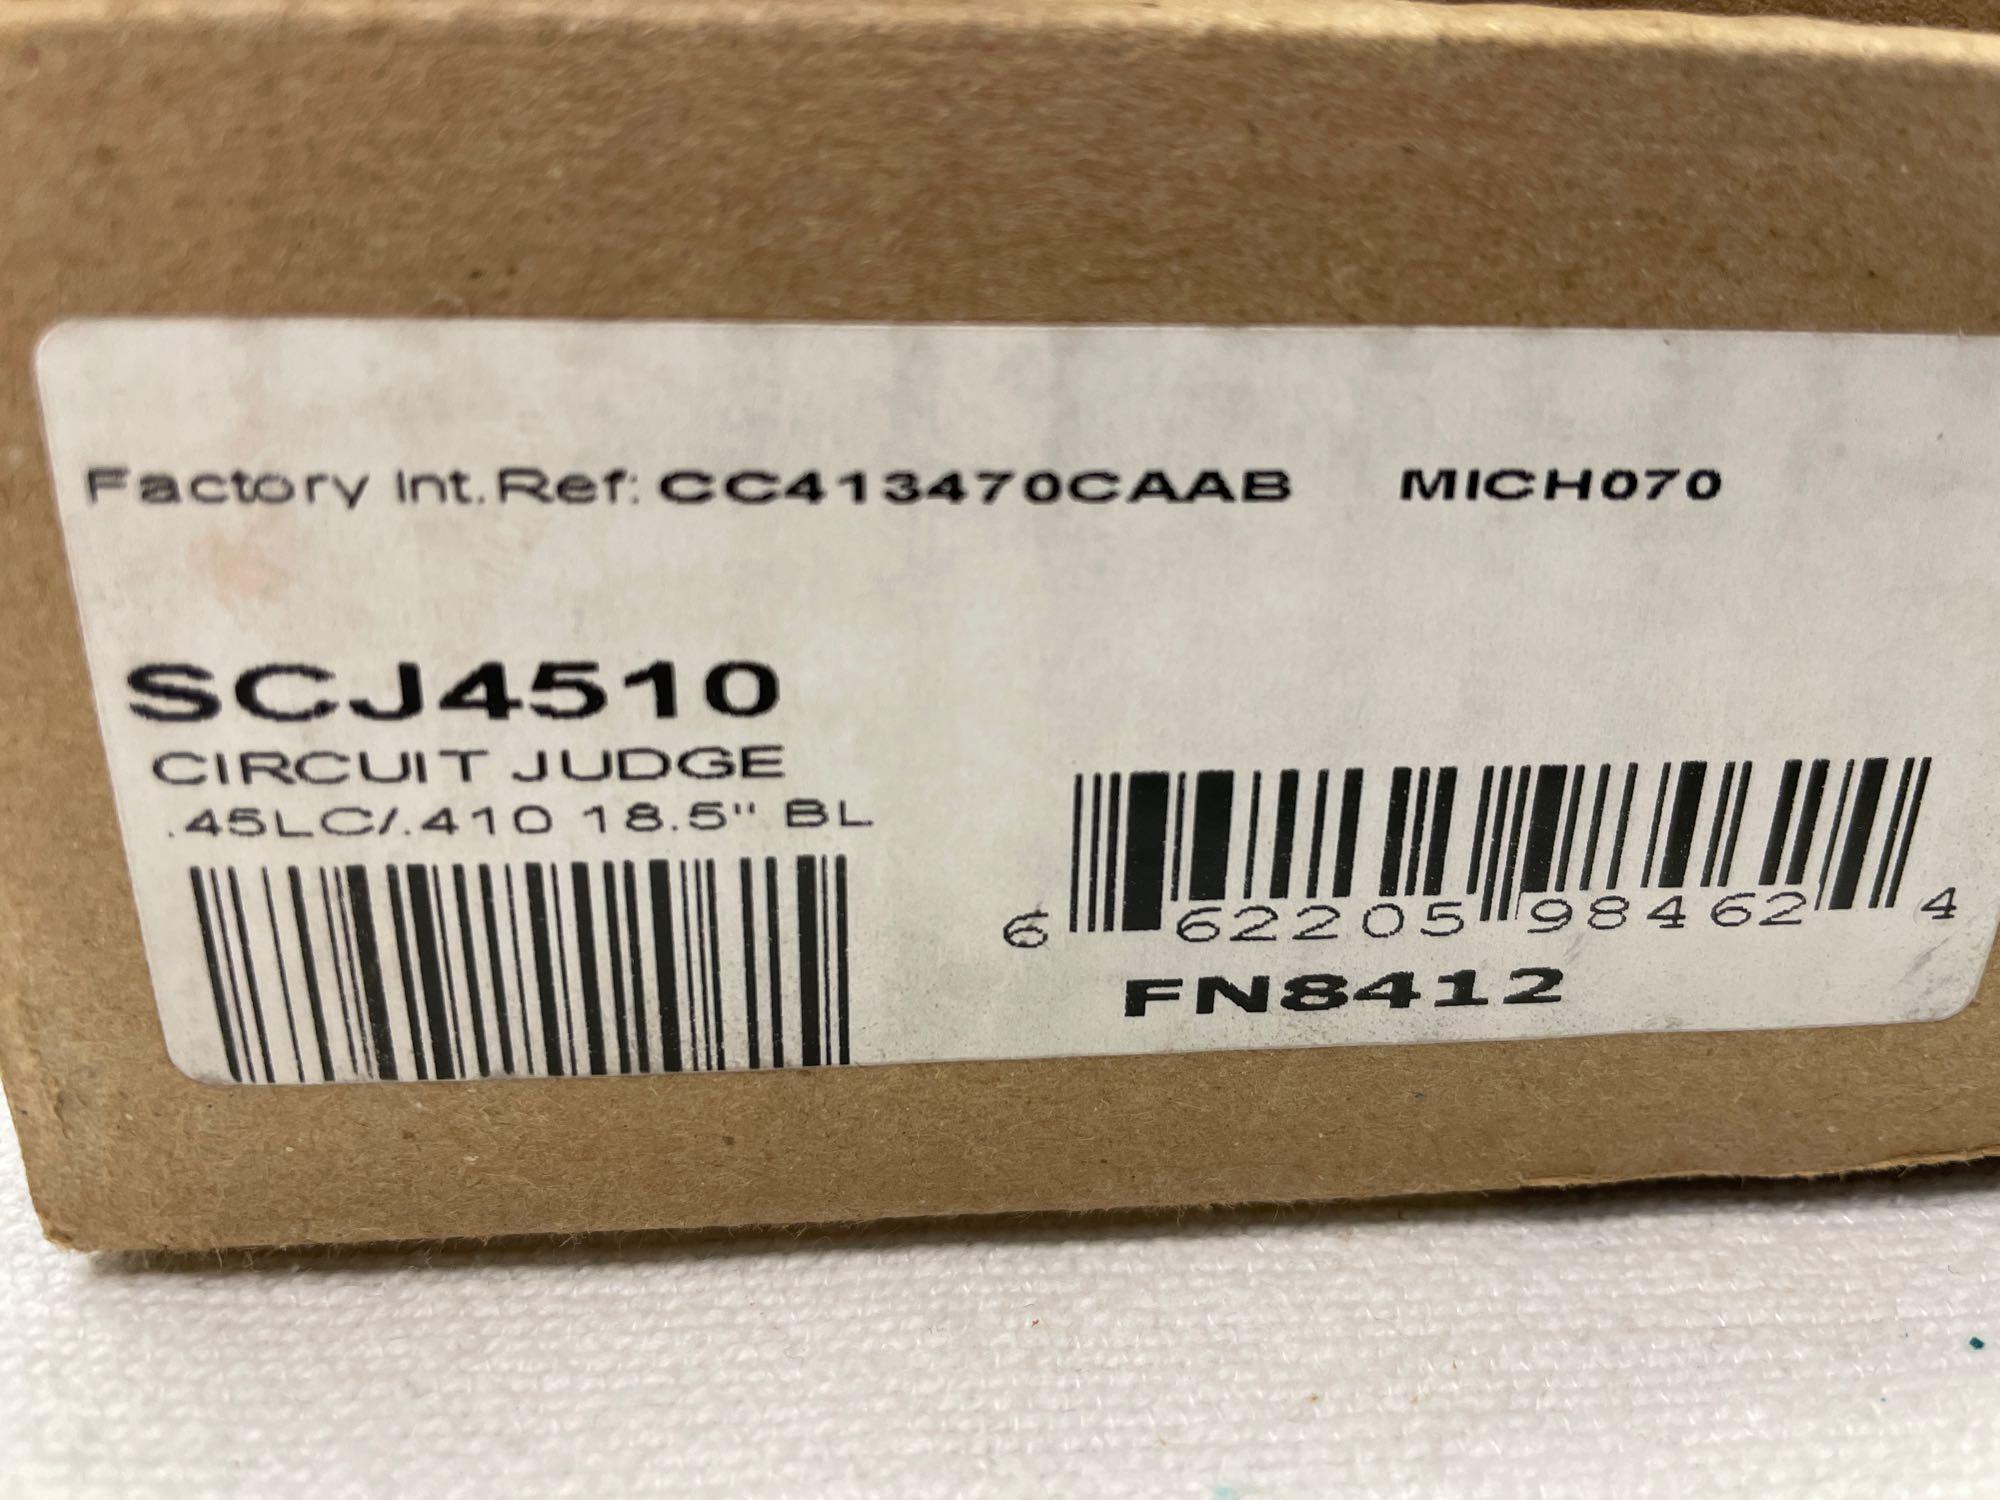 Factory Int.Ref: CC413470CAAB MICH070
SCJ4510
CIRCUIT JUDGE
.45LC/.410 18.5" BL
6 62205 98462 4
FN8412